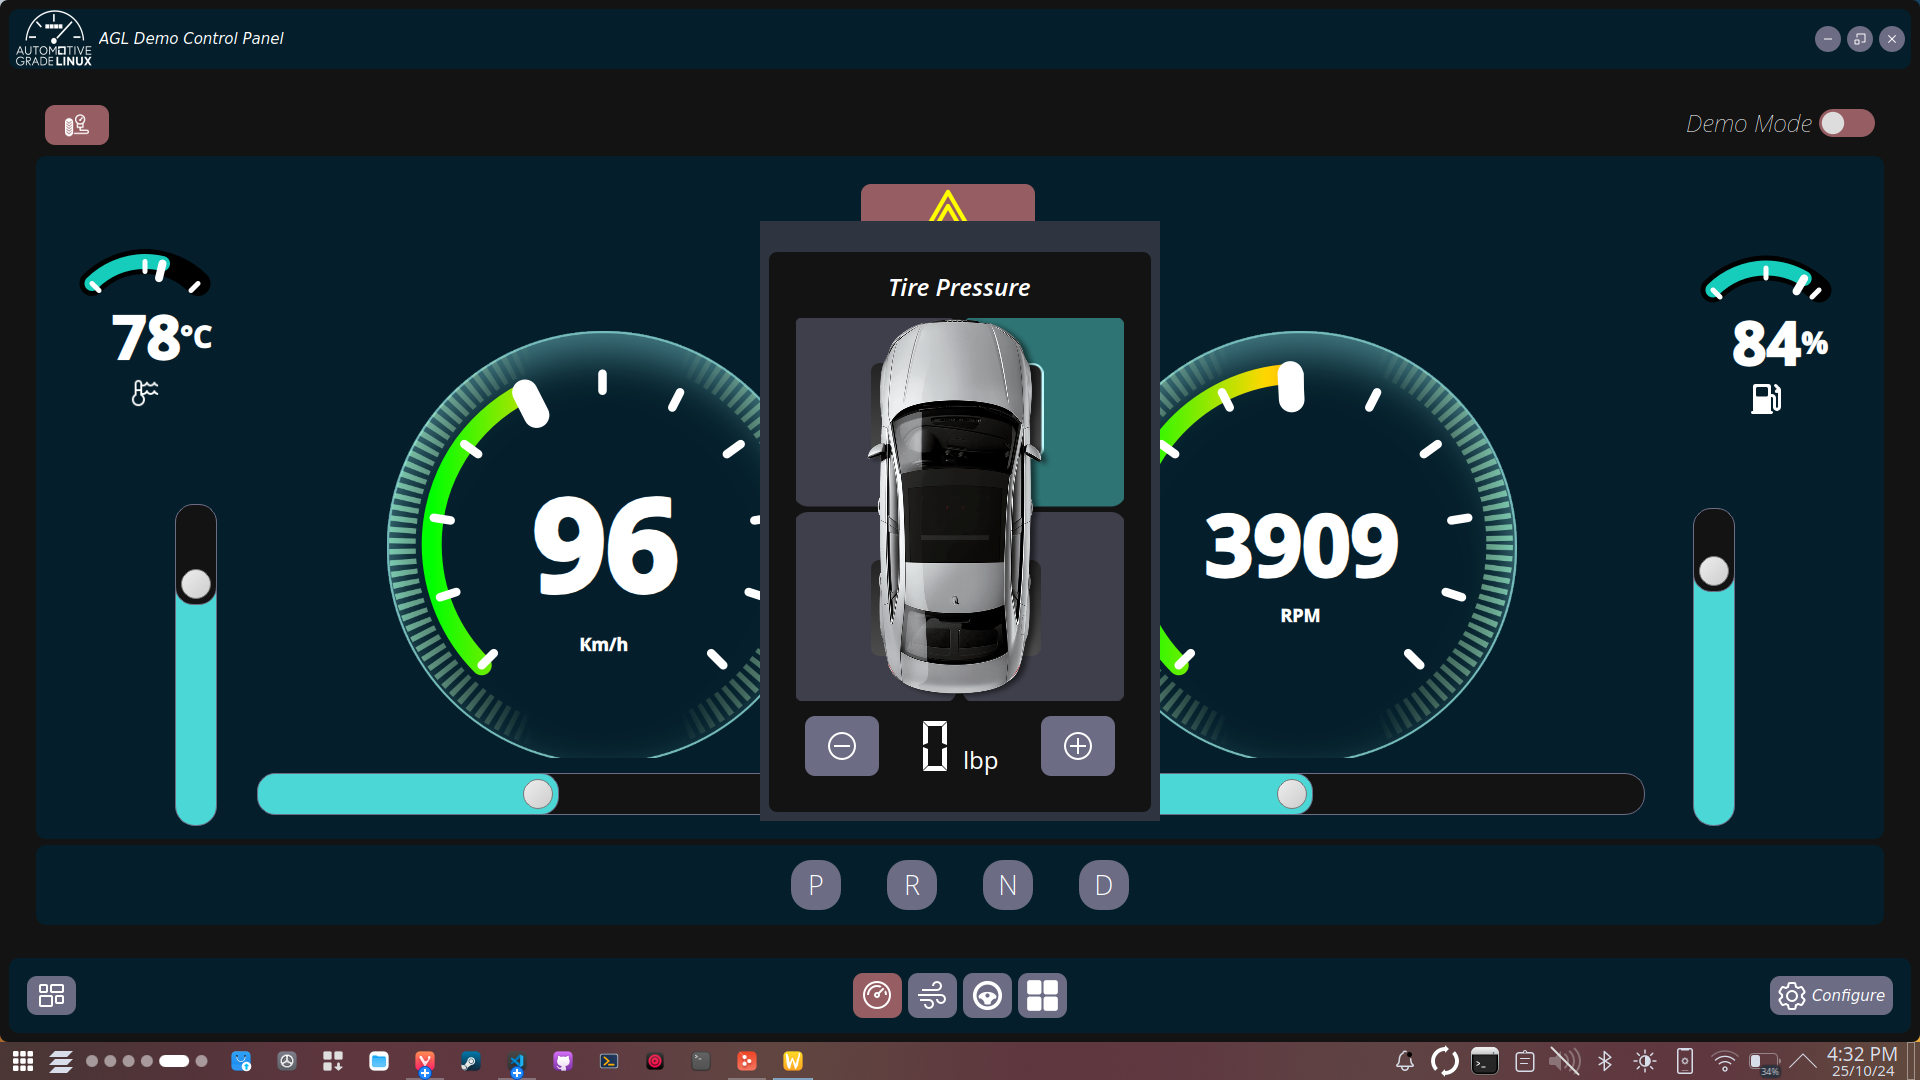 AUTOMOTIVE
GRADE LINUX
AGL Demo Control Panel
Demo Mode
Tire Pressure
78°C
84%
96
Km/h
3909
RPM
0 lbp
P R N D
Configure
34%
4:32 PM
25/10/24